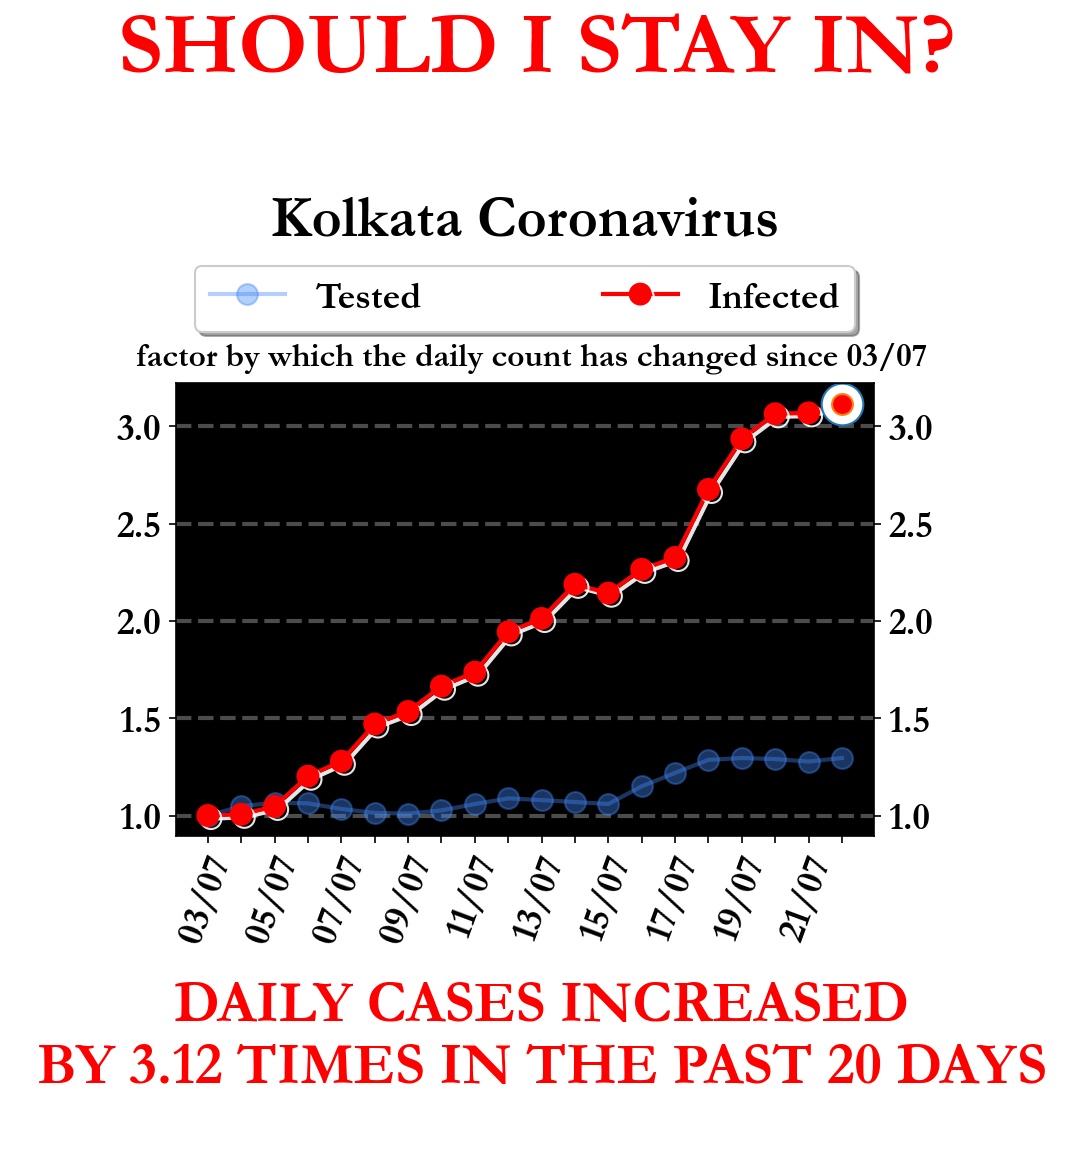 SHOULD I STAY IN?
Kolkata Coronavirus
Tested Infected
factor by which the daily count has changed since 03/07
3.0 3.0
2.5 2.5
2.0 2.0
1.5 1.5
1.0 1.0
03/07 05/07 07/07 09/07 11/07 13/07 15/07 17/07 19/07 21/07
DAILY CASES INCREASED
BY 3.12 TIMES IN THE PAST 20 DAYS